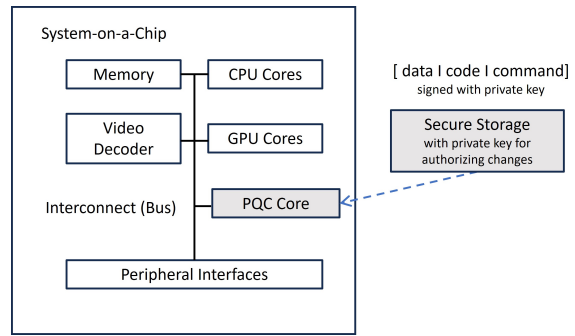 System-on-a-Chip
Memory
CPU Cores
Video
Decoder
GPU Cores
Interconnect (Bus)
PQC Core
Peripheral Interfaces
[ data I code I command]
signed with private key
Secure Storage
with private key for
authorizing changes